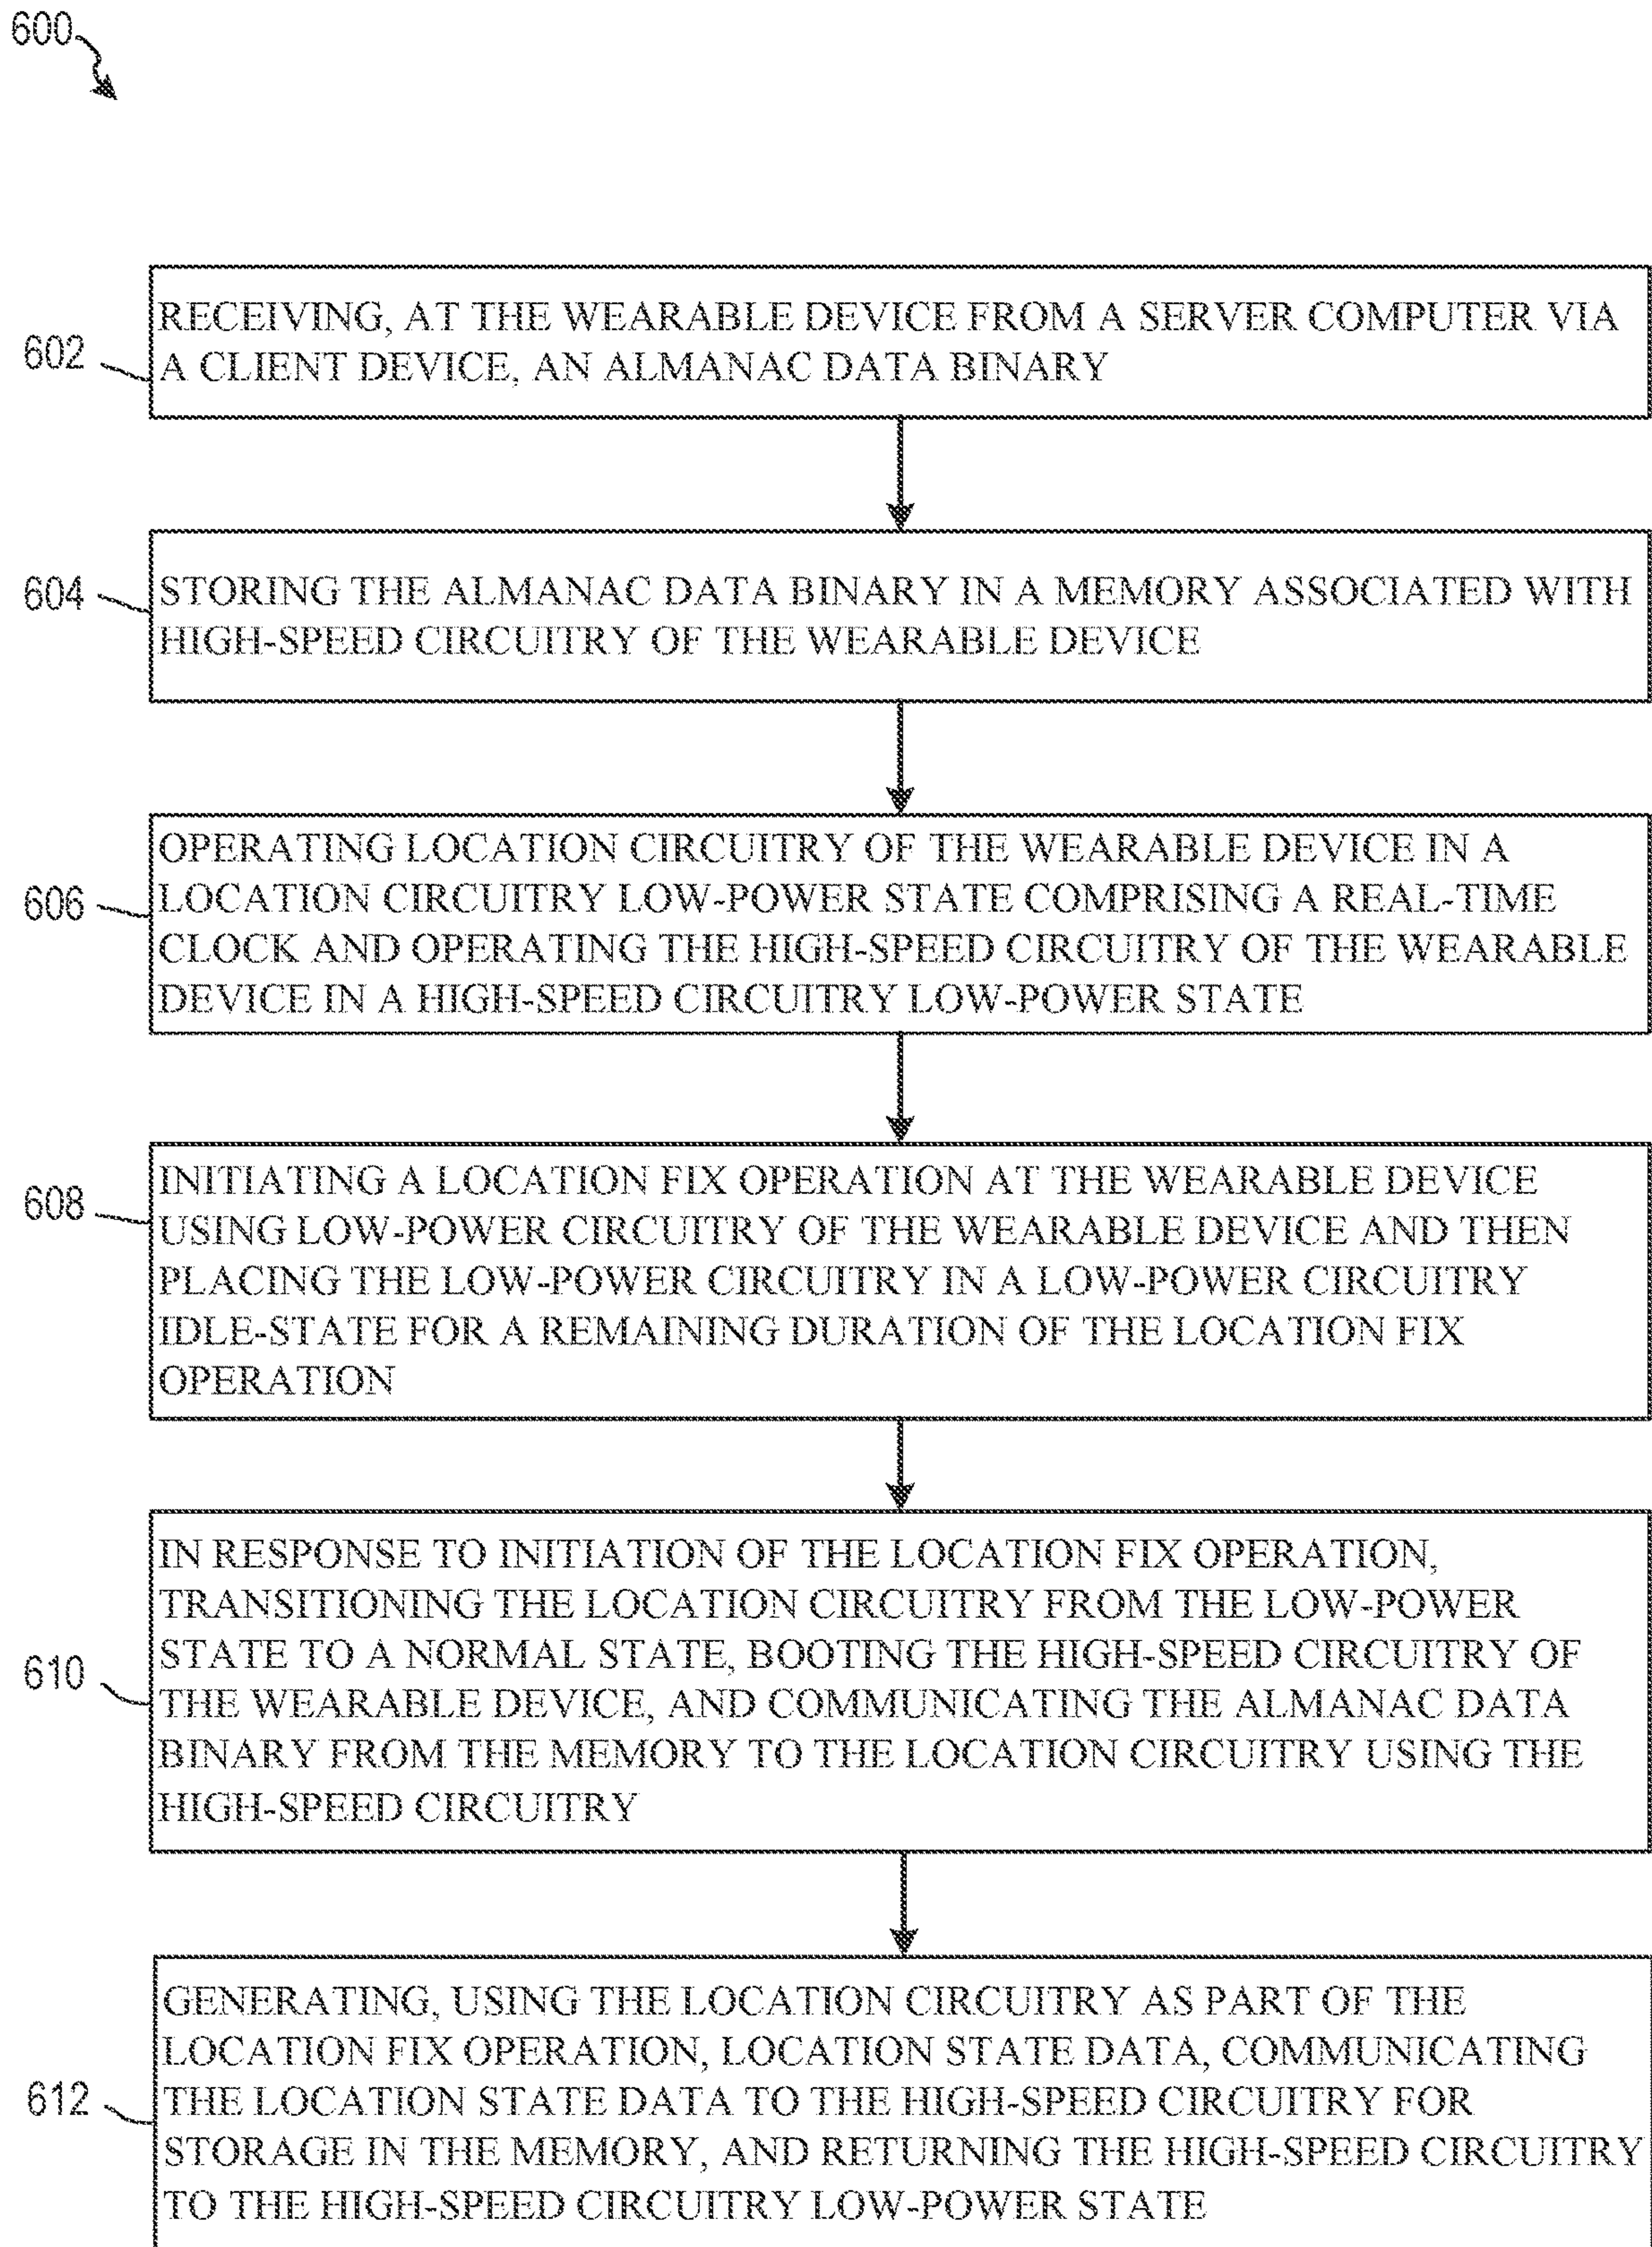 600
602
RECEIVING, AT THE WEARABLE DEVICE FROM A SERVER COMPUTER VIA
A CLIENT DEVICE, AN ALMANAC DATA BINARY
604
STORING THE ALMANAC DATA BINARY IN A MEMORY ASSOCIATED WITH
HIGH-SPEED CIRCUITRY OF THE WEARABLE DEVICE
606
OPERATING LOCATION CIRCUITRY OF THE WEARABLE DEVICE IN A
LOCATION CIRCUITRY LOW-POWER STATE COMPRISING A REAL-TIME
CLOCK AND OPERATING THE HIGH-SPEED CIRCUITRY OF THE WEARABLE
DEVICE IN A HIGH-SPEED CIRCUITRY LOW-POWER STATE
608
INITIATING A LOCATION FIX OPERATION AT THE WEARABLE DEVICE
USING LOW-POWER CIRCUITRY OF THE WEARABLE DEVICE AND THEN
PLACING THE LOW-POWER CIRCUITRY IN A LOW-POWER CIRCUITRY
IDLE-STATE FOR A REMAINING DURATION OF THE LOCATION FIX
OPERATION
610
IN RESPONSE TO INITIATION OF THE LOCATION FIX OPERATION,
TRANSITIONING THE LOCATION CIRCUITRY FROM THE LOW-POWER
STATE TO A NORMAL STATE, BOOTING THE HIGH-SPEED CIRCUITRY OF
THE WEARABLE DEVICE, AND COMMUNICATING THE ALMANAC DATA
BINARY FROM THE MEMORY TO THE LOCATION CIRCUITRY USING THE
HIGH-SPEED CIRCUITRY
612
GENERATING, USING THE LOCATION CIRCUITRY AS PART OF THE
LOCATION FIX OPERATION, LOCATION STATE DATA, COMMUNICATING
THE LOCATION STATE DATA TO THE HIGH-SPEED CIRCUITRY FOR
STORAGE IN THE MEMORY, AND RETURNING THE HIGH-SPEED CIRCUITRY
TO THE HIGH-SPEED CIRCUITRY LOW-POWER STATE